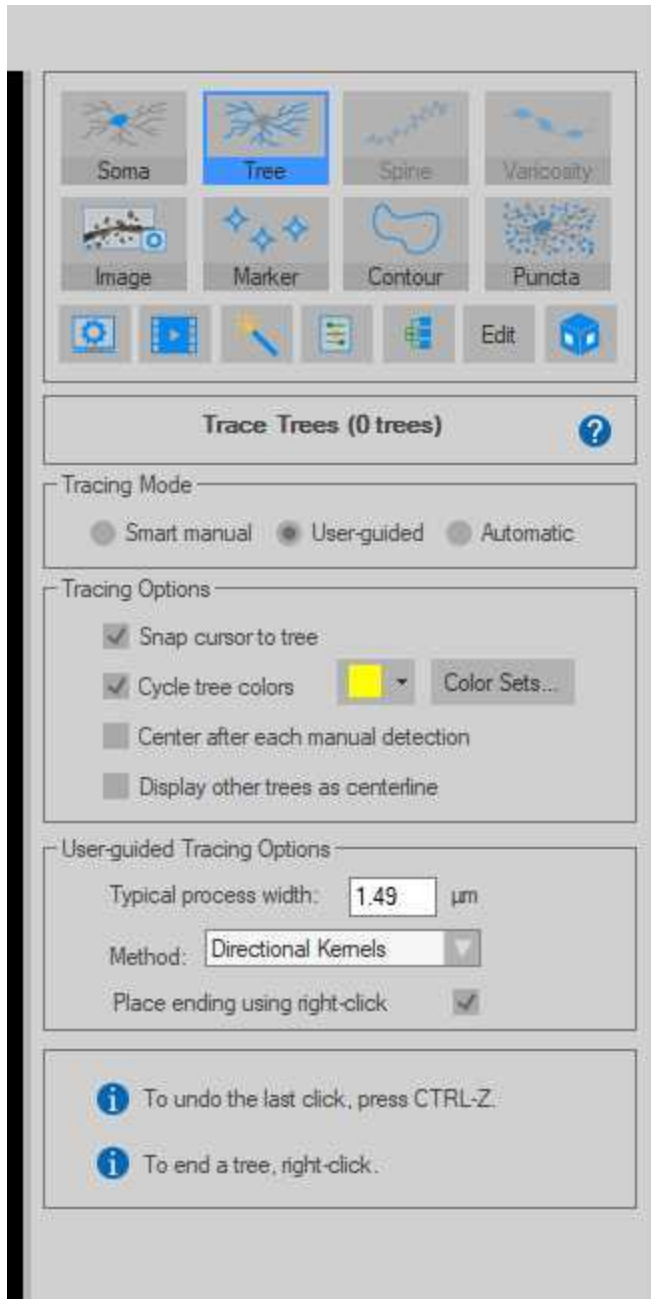 Soma Tree Spine Varicosity
Image Marker Contour Puncta
Edit
Trace Trees (0 trees)
?
Tracing Mode
Smart manual User-guided Automatic
Tracing Options
Snap cursor to tree
Cycle tree colors Color Sets...
Center after each manual detection
Display other trees as centerline
User-guided Tracing Options
Typical process width: 1.49 µm
Method: Directional Kernels
Place ending using right-click
i To undo the last click, press CTRL-Z.
i To end a tree, right-click.